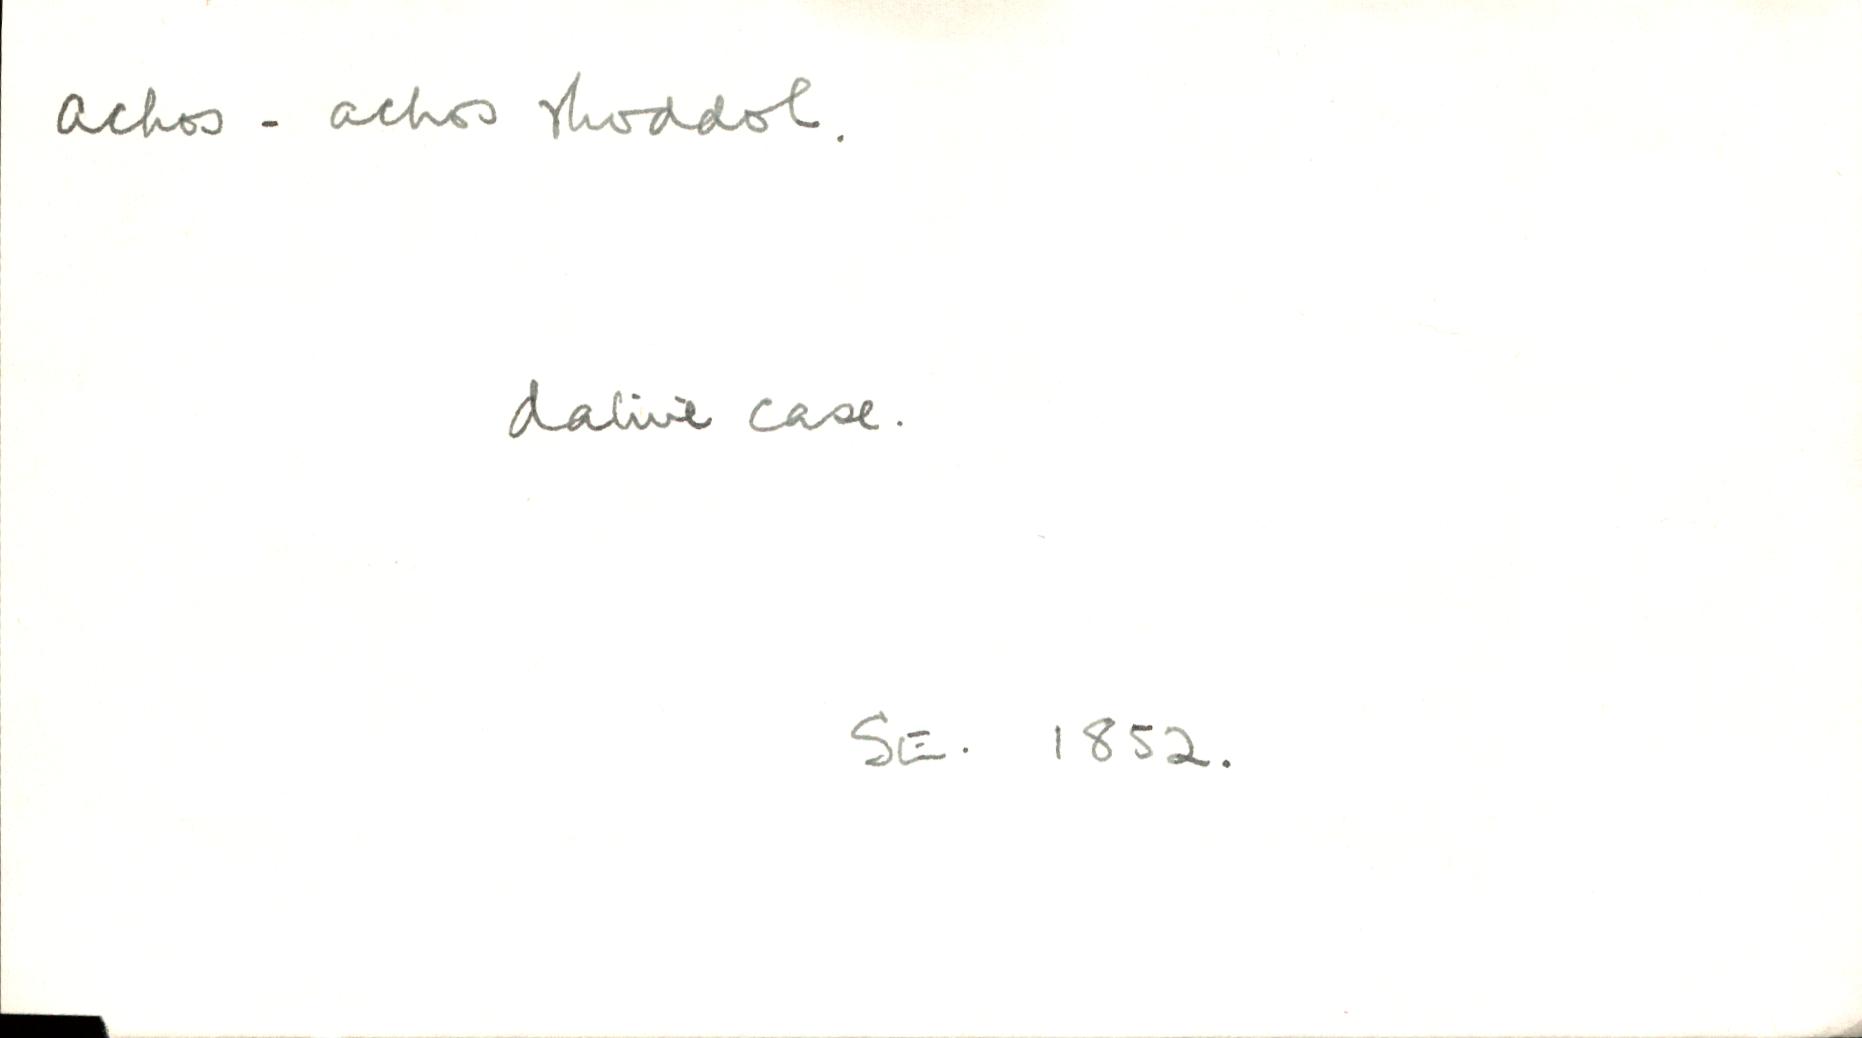 achos - achos rhoddol.
dative case.
SE. 1852.